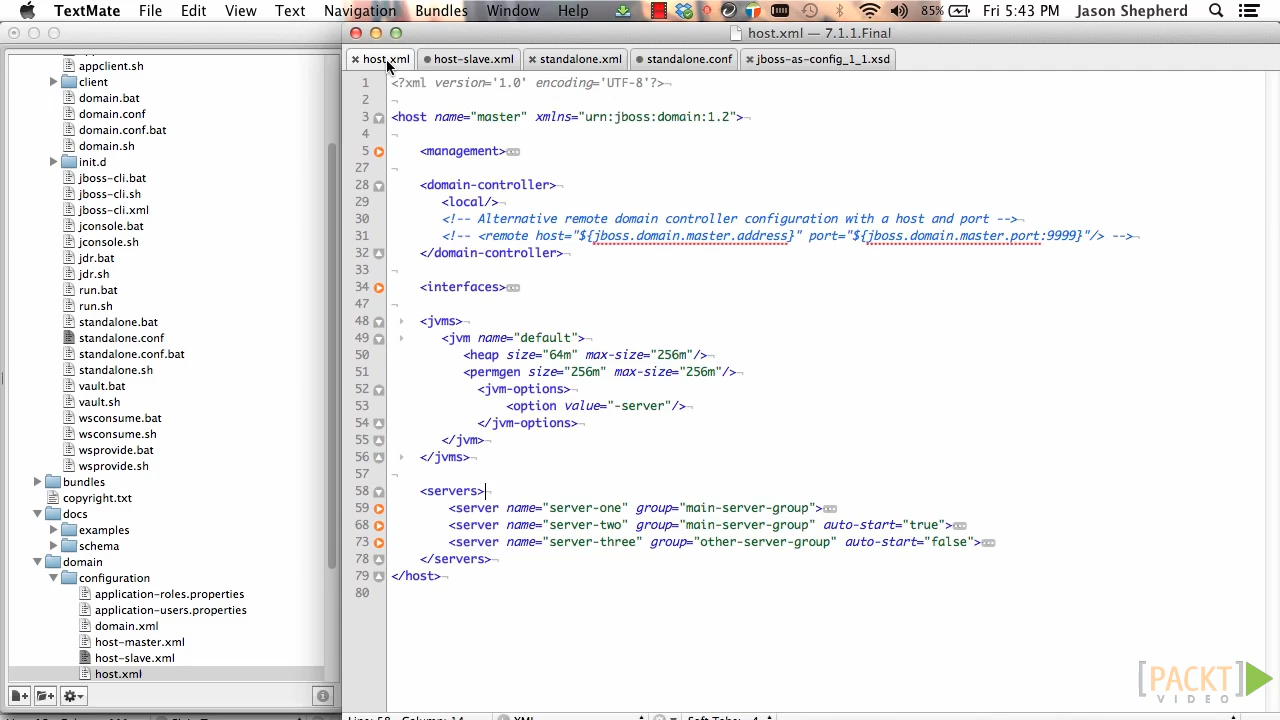 TextMate File Edit View Text Navigation Bundles Window Help 85% Fri 5:43 PM Jason Shepherd
host.xml — 7.1.1.Final
host.xml host-slave.xml standalone.xml standalone.conf jboss-as-config_1_1.xsd
appclient.sh
client
domain.bat
domain.conf
domain.conf.bat
domain.sh
init.d
jboss-cli.bat
jboss-cli.sh
jboss-cli.xml
jconsole.bat
jconsole.sh
jdr.bat
jdr.sh
run.bat
run.sh
standalone.bat
standalone.conf
standalone.conf.bat
standalone.sh
vault.bat
vault.sh
wsconsume.bat
wsconsume.sh
wsprovide.bat
wsprovide.sh
bundles
copyright.txt
docs
examples
schema
domain
configuration
application-roles.properties
application-users.properties
domain.xml
host-master.xml
host-slave.xml
host.xml
1 <?xml version='1.0' encoding='UTF-8'?>¬
2 ¬
3 <host name="master" xmlns="urn:jboss:domain:1.2">¬
4 ¬
5 <management>
27 ¬
28 <domain-controller>¬
29 <local/>¬
30 <!-- Alternative remote domain controller configuration with a host and port -->¬
31 <!-- <remote host="${jboss.domain.master.address}" port="${jboss.domain.master.port:9999}"/> -->¬
32 </domain-controller>¬
33 ¬
34 <interfaces>
47 ¬
48 <jvms>¬
49 <jvm name="default">¬
50 <heap size="64m" max-size="256m"/>¬
51 <permgen size="256m" max-size="256m"/>¬
52 <jvm-options>¬
53 <option value="-server"/>¬
54 </jvm-options>¬
55 </jvm>¬
56 </jvms>¬
57 ¬
58 <servers>¬
59 <server name="server-one" group="main-server-group">
68 <server name="server-two" group="main-server-group" auto-start="true">
73 <server name="server-three" group="other-server-group" auto-start="false">
78 </servers>¬
79 </host>¬
80
[PACKT]
VIDEO